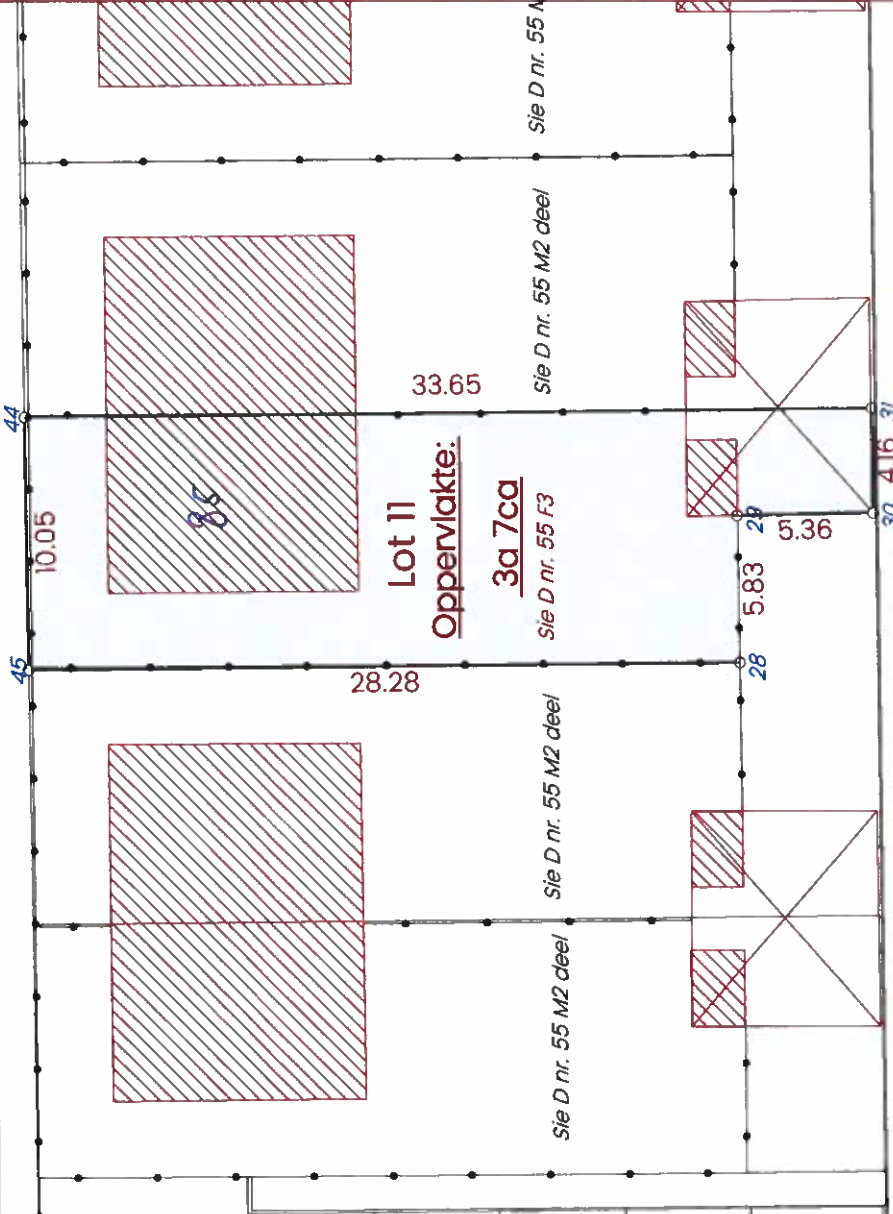 44
45
10.05
85
33.65
Lot 11
Oppervlakte:
3a 7ca
Sie D nr. 55 F3
28.28
Sie D nr. 55 M2 deel
Sie D nr. 55 M2 deel
Sie D nr. 55 M2 deel
Sie D nr. 55 M
28
29
5.83
5.36
30
31
4.16